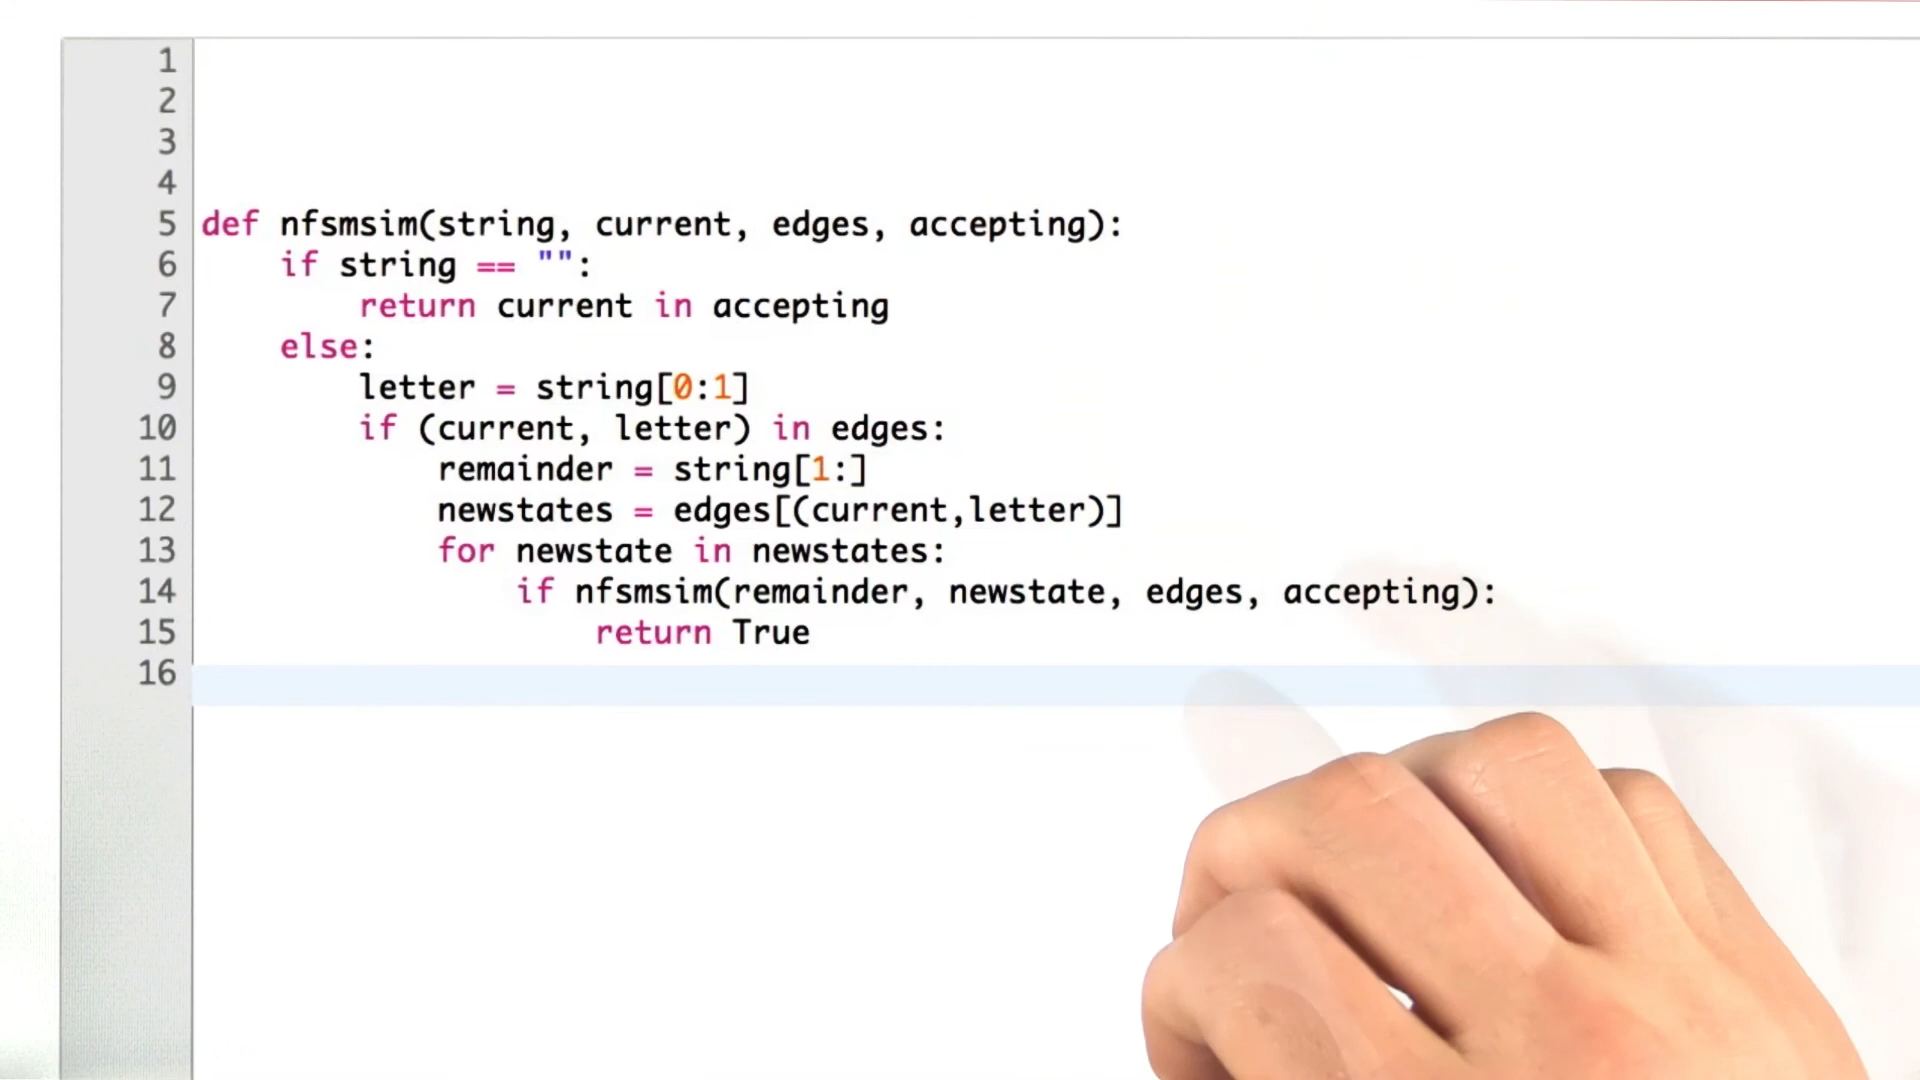 1
2
3
4
5 def nfsmsim(string, current, edges, accepting):
6     if string == "":
7         return current in accepting
8     else:
9         letter = string[0:1]
10         if (current, letter) in edges:
11             remainder = string[1:]
12             newstates = edges[(current,letter)]
13             for newstate in newstates:
14                 if nfsmsim(remainder, newstate, edges, accepting):
15                     return True
16